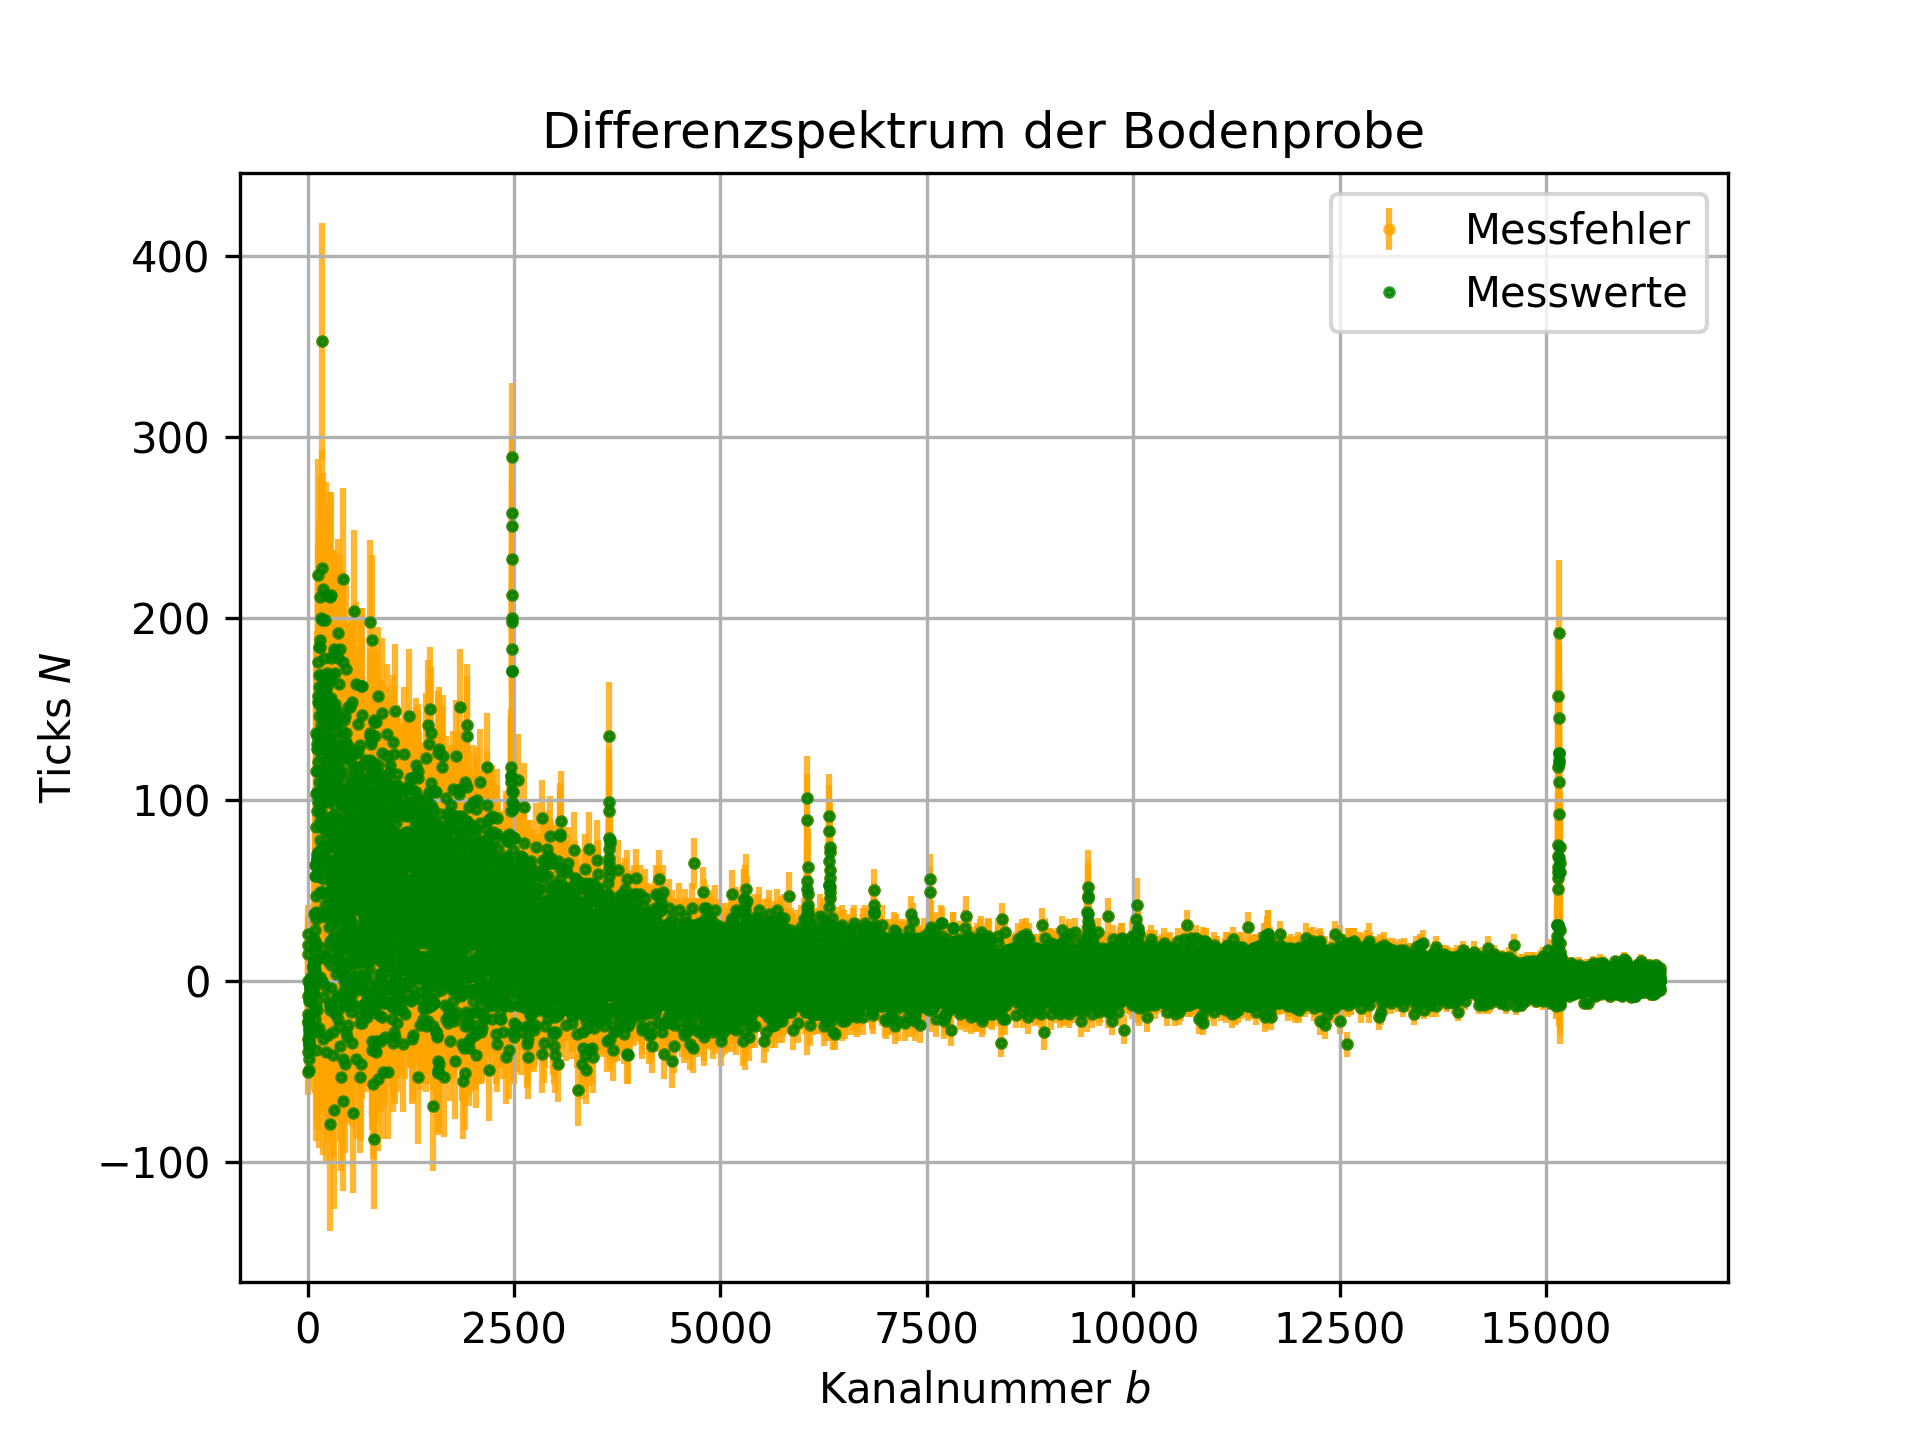 Differenzspektrum der Bodenprobe
Messfehler
Messwerte
400
300
200
100
0
−100
Ticks N
0 2500 5000 7500 10000 12500 15000
Kanalnummer b